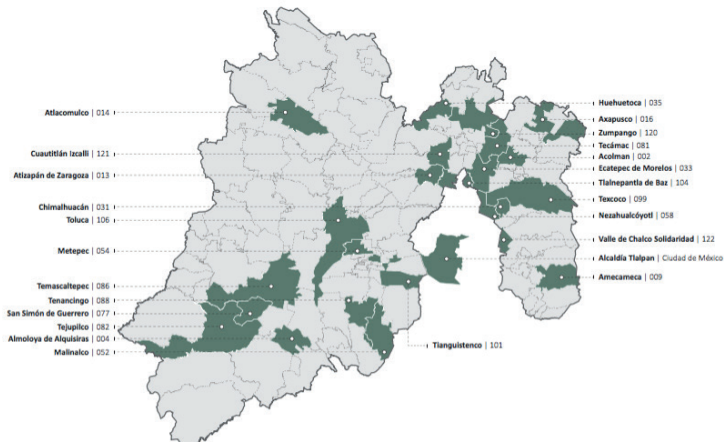 Atlacomulco | 014
Cuautitlán Izcalli | 121
Atizapán de Zaragoza | 013
Chimalhuacán | 031
Toluca | 106
Metepec | 054
Temascaltepec | 086
Tenancingo | 088
San Simón de Guerrero | 077
Tejupilco | 082
Almoloya de Alquisiras | 004
Malinalco | 052
Huehuetoca | 035
Axapusco | 016
Zumpango | 120
Tecámac | 081
Acolman | 002
Ecatepec de Morelos | 033
Tlalnepantla de Baz | 104
Texcoco | 099
Nezahualcóyotl | 058
Valle de Chalco Solidaridad | 122
Alcaldía Tlalpan | Ciudad de México
Amecameca | 009
Tianguistenco | 101